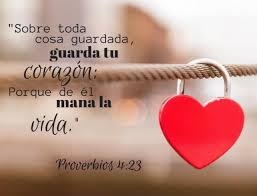 "Sobre toda
cosa guardada,
guarda tu
corazón;
Porque de él
mana la
vida."
Proverbios 4:23